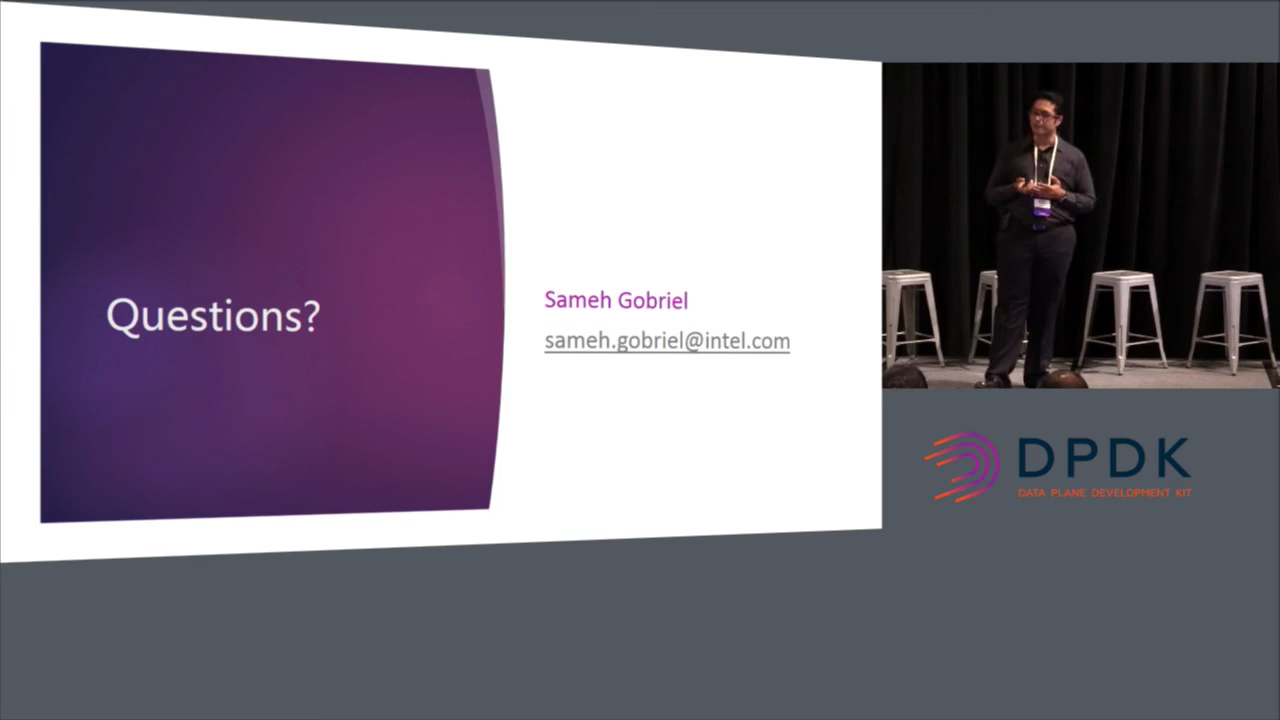 Questions?
Sameh Gobriel
sameh.gobriel@intel.com
DPDK
DATA PLANE DEVELOPMENT KIT